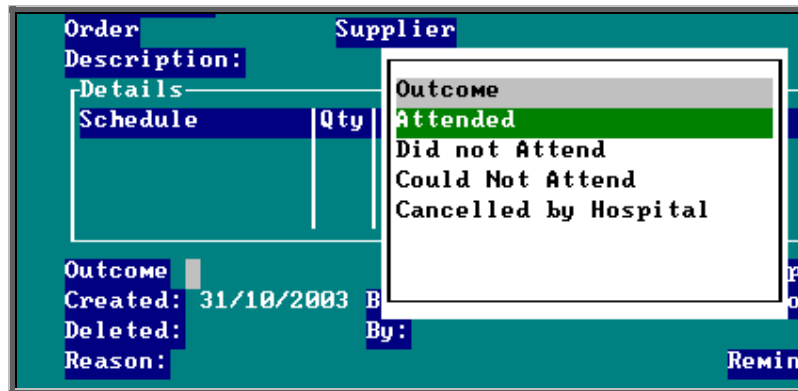 Order Supplier
Description:
Details
Outcome
Schedule Qty Attended
Did not Attend
Could Not Attend
Cancelled by Hospital
Outcome
Created: 31/10/2003 B
Deleted: By:
Reason: Remin